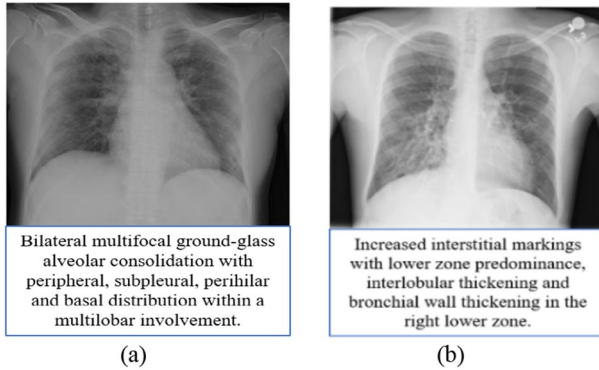 Bilateral multifocal ground-glass
alveolar consolidation with
peripheral, subpleural, perihilar
and basal distribution within a
multilobar involvement.
(a)
Increased interstitial markings
with lower zone predominance,
interlobular thickening and
bronchial wall thickening in the
right lower zone.
(b)